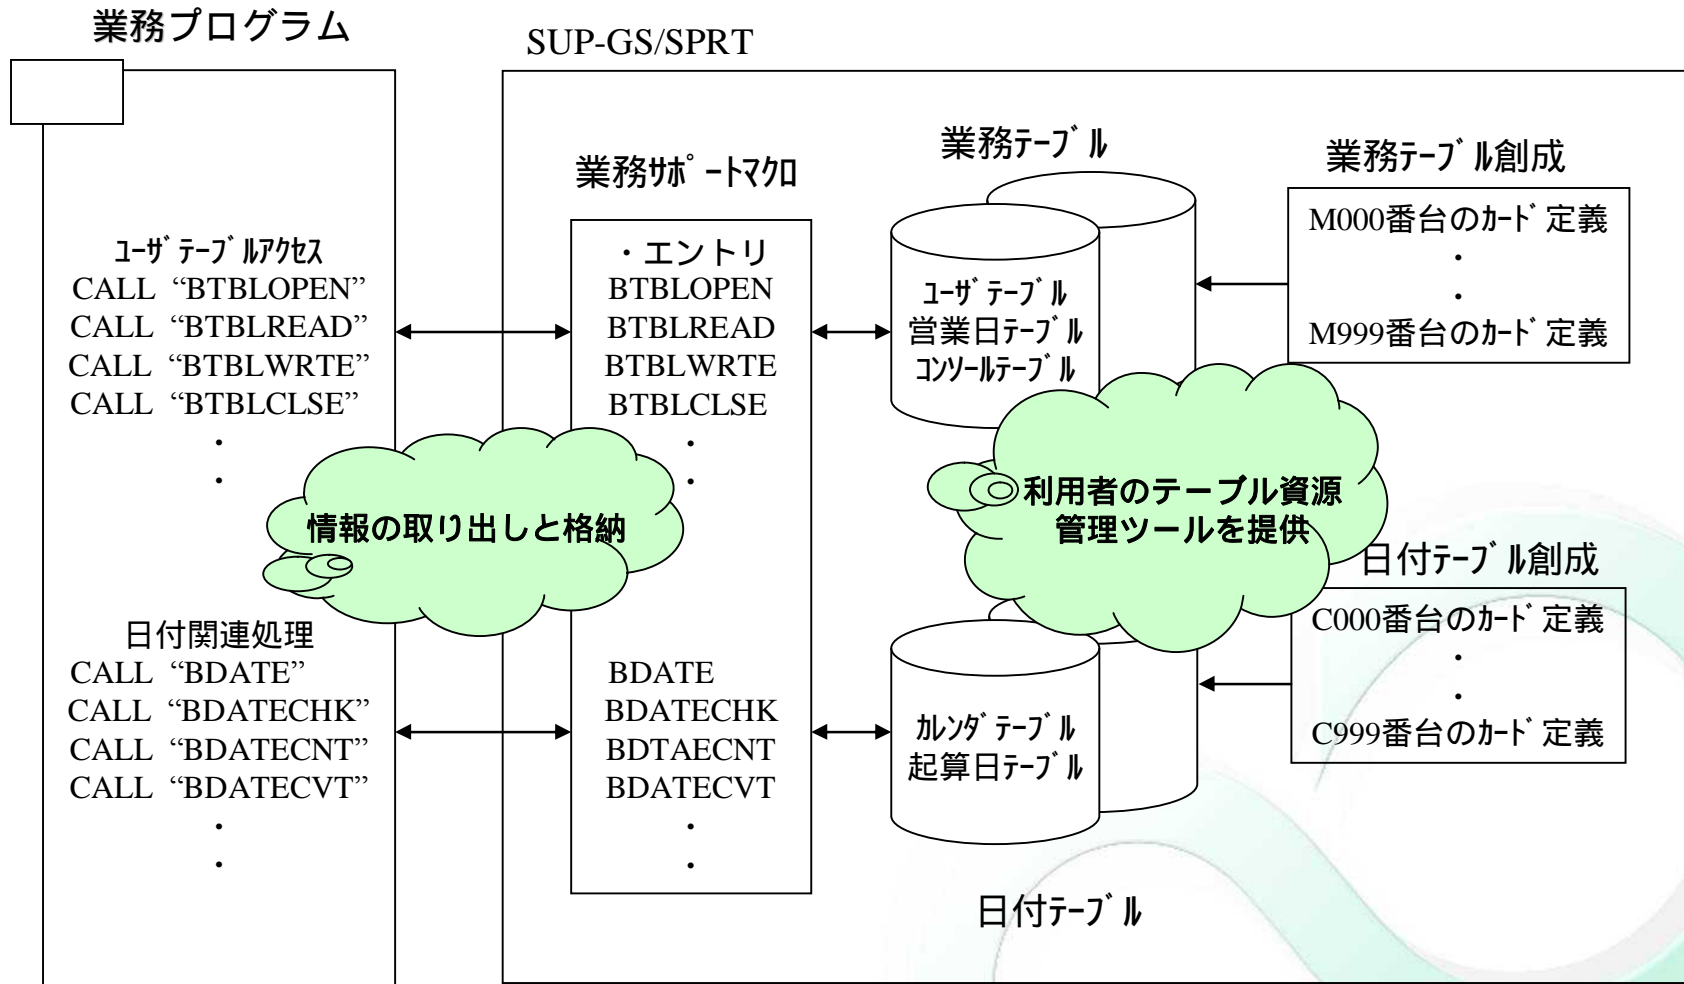 業務プログラム
SUP-GS/SPRT
ﾕｰｻﾞﾃｰﾌﾞﾙｱｸｾｽ
CALL “BTBLOPEN”
CALL “BTBLREAD”
CALL “BTBLWRTE”
CALL “BTBLCLSE”
・
・
情報の取り出しと格納
日付関連処理
CALL “BDATE”
CALL “BDATECHK”
CALL “BDATECNT”
CALL “BDATECVT”
・
・
業務ｻﾎﾟｰﾄﾏｸﾛ
・エントリ
BTBLOPEN
BTBLREAD
BTBLWRTE
BTBLCLSE
・
・
BDATE
BDATECHK
BDTAECNT
BDATECVT
・
・
業務ﾃｰﾌﾞﾙ
ﾕｰｻﾞﾃｰﾌﾞﾙ
営業日ﾃｰﾌﾞﾙ
ｺﾝｿｰﾙﾃｰﾌﾞﾙ
業務ﾃｰﾌﾞﾙ創成
M000番台のｶｰﾄﾞ定義
・
・
M999番台のｶｰﾄﾞ定義
利用者のテーブル資源
管理ツールを提供
日付ﾃｰﾌﾞﾙ創成
C000番台のｶｰﾄﾞ定義
・
・
C999番台のｶｰﾄﾞ定義
ｶﾚﾝﾀﾞﾃｰﾌﾞﾙ
起算日ﾃｰﾌﾞﾙ
日付ﾃｰﾌﾞﾙ